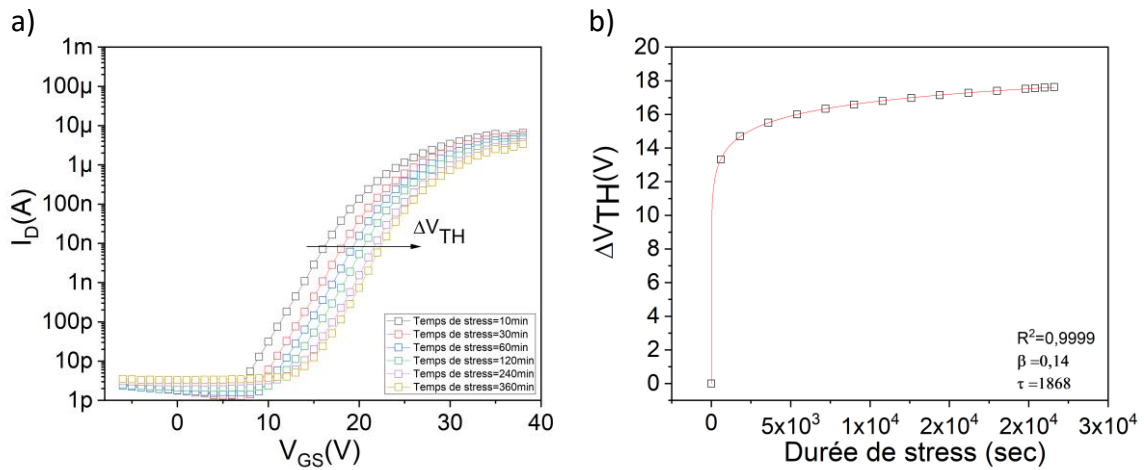 a)
1m
100µ
10µ
1µ
100n
10n
1n
100p
10p
1p
I_D(A)
ΔV_TH
Temps de stress=10min
Temps de stress=30min
Temps de stress=60min
Temps de stress=120min
Temps de stress=240min
Temps de stress=360min
0 10 20 30 40
V_GS(V)
b)
20
18
16
14
12
10
8
6
4
2
0
ΔVTH(V)
R²=0,9999
β =0,14
τ =1868
0 5x10³ 1x10⁴ 2x10⁴ 2x10⁴ 3x10⁴
Durée de stress (sec)